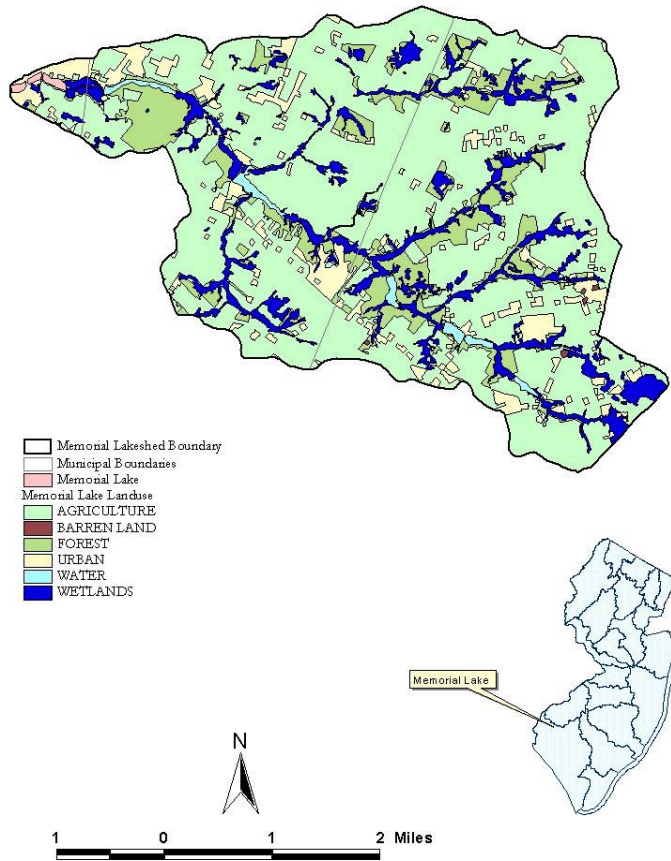 Memorial Lakeshed Boundary
Municipal Boundaries
Memorial Lake
Memorial Lake Landuse
AGRICULTURE
BARREN LAND
FOREST
URBAN
WATER
WETLANDS
Memorial Lake
N
1 0 1 2 Miles